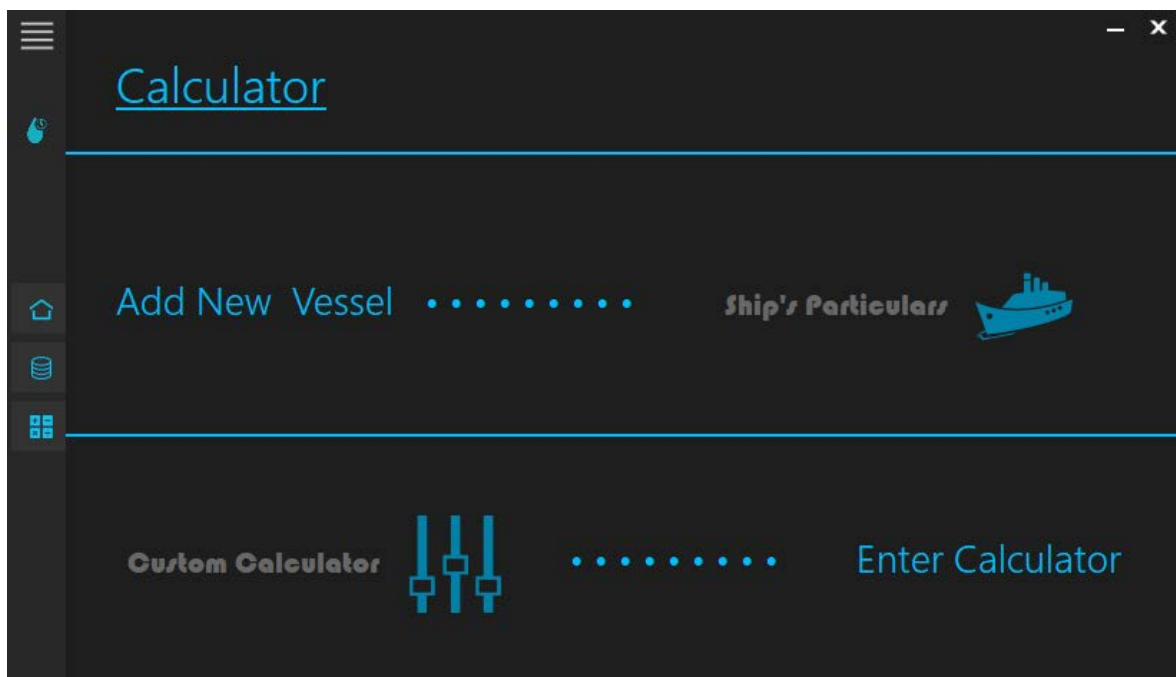 Calculator
Add New  Vessel ......... Ship's Particulars
Custom Calculator ......... Enter Calculator